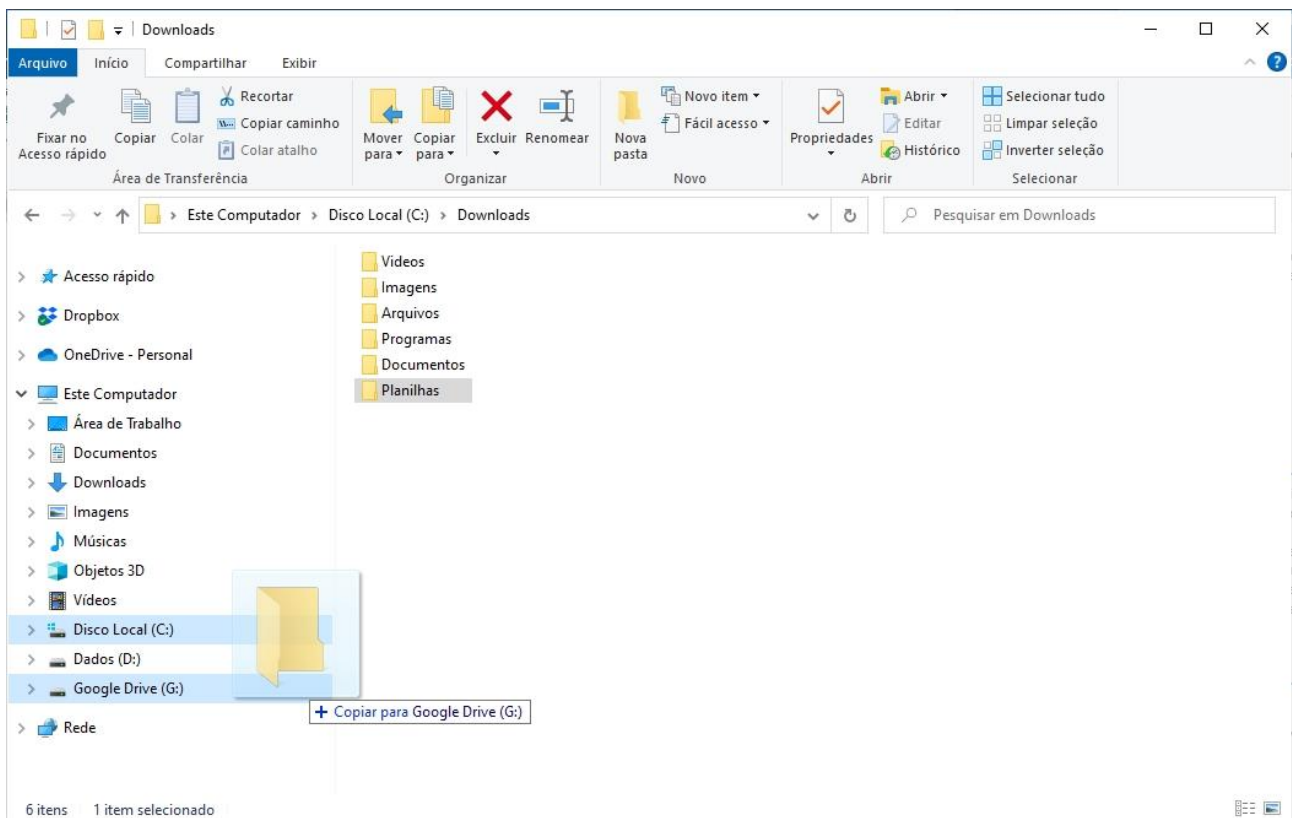 Downloads
Arquivo Início Compartilhar Exibir
Fixar no
Acesso rápido
Copiar
Colar
Recortar
Copiar caminho
Colar atalho
Área de Transferência
Mover
para
Copiar
para
Excluir
Renomear
Organizar
Nova
pasta
Novo item
Fácil acesso
Novo
Propriedades
Abrir
Editar
Histórico
Abrir
Selecionar tudo
Limpar seleção
Inverter seleção
Selecionar
Este Computador > Disco Local (C:) > Downloads
Pesquisar em Downloads
Acesso rápido
Dropbox
OneDrive - Personal
Este Computador
Área de Trabalho
Documentos
Downloads
Imagens
Músicas
Objetos 3D
Vídeos
Disco Local (C:)
Dados (D:)
Google Drive (G:)
Rede
Videos
Imagens
Arquivos
Programas
Documentos
Planilhas
+ Copiar para Google Drive (G:)
6 itens 1 item selecionado